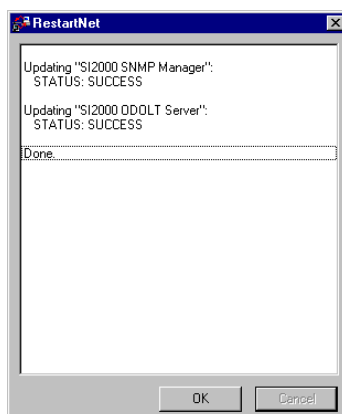 RestartNet
Updating "SI2000 SNMP Manager":
STATUS: SUCCESS
Updating "SI2000 ODOLT Server":
STATUS: SUCCESS
Done.
OK
Cancel